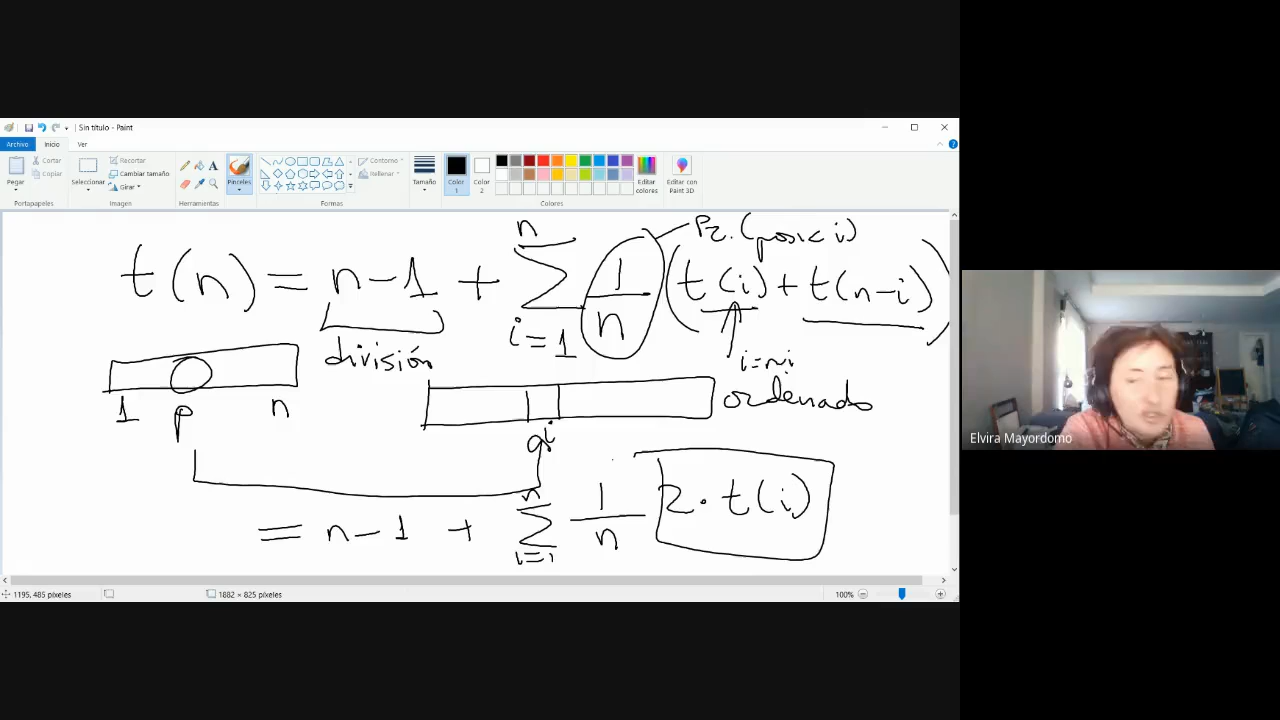 Sin título - Paint
Archivo Inicio Ver
Pegar Cortar Copiar Seleccionar Recortar Cambiar tamaño Girar Pinceles Contorno Rellenar Tamaño Color 1 Color 2 Editar colores Editar con Paint 3D
Portapapeles Imagen Herramientas Formas Colores
n Pz. (pos < i)
t(n) = n-1 + Σ 1/n (t(i) + t(n-i))
i=1
división
i=n-i
ordenado
1 p n
i
n
= n-1 + Σ 1/n 2·t(i)
i=1
1195, 485 píxeles 1882 × 825 píxeles 100%
Elvira Mayordomo